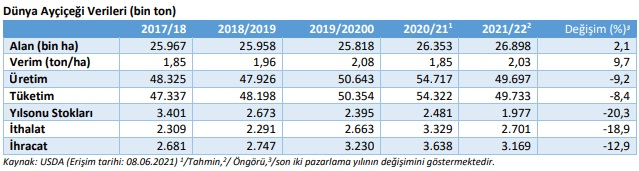 Dünya Ayçiçeği Verileri (bin ton)
2017/18 2018/2019 2019/20200 2020/21¹ 2021/22² Değişim (%)³
Alan (bin ha) 25.967 25.958 25.818 26.353 26.898 2,1
Verim (ton/ha) 1,85 1,96 2,08 1,85 2,03 9,7
Üretim 48.325 47.926 50.643 54.717 49.697 -9,2
Tüketim 47.337 48.198 50.354 54.322 49.733 -8,4
Yılsonu Stokları 3.401 2.673 2.395 2.481 1.977 -20,3
İthalat 2.309 2.291 2.663 3.329 2.701 -18,9
İhracat 2.681 2.747 3.230 3.638 3.169 -12,9
Kaynak: USDA (Erişim tarihi: 08.06.2021) ¹/Tahmin,²/ Öngörü,³/son iki pazarlama yılının değişimini göstermektedir.